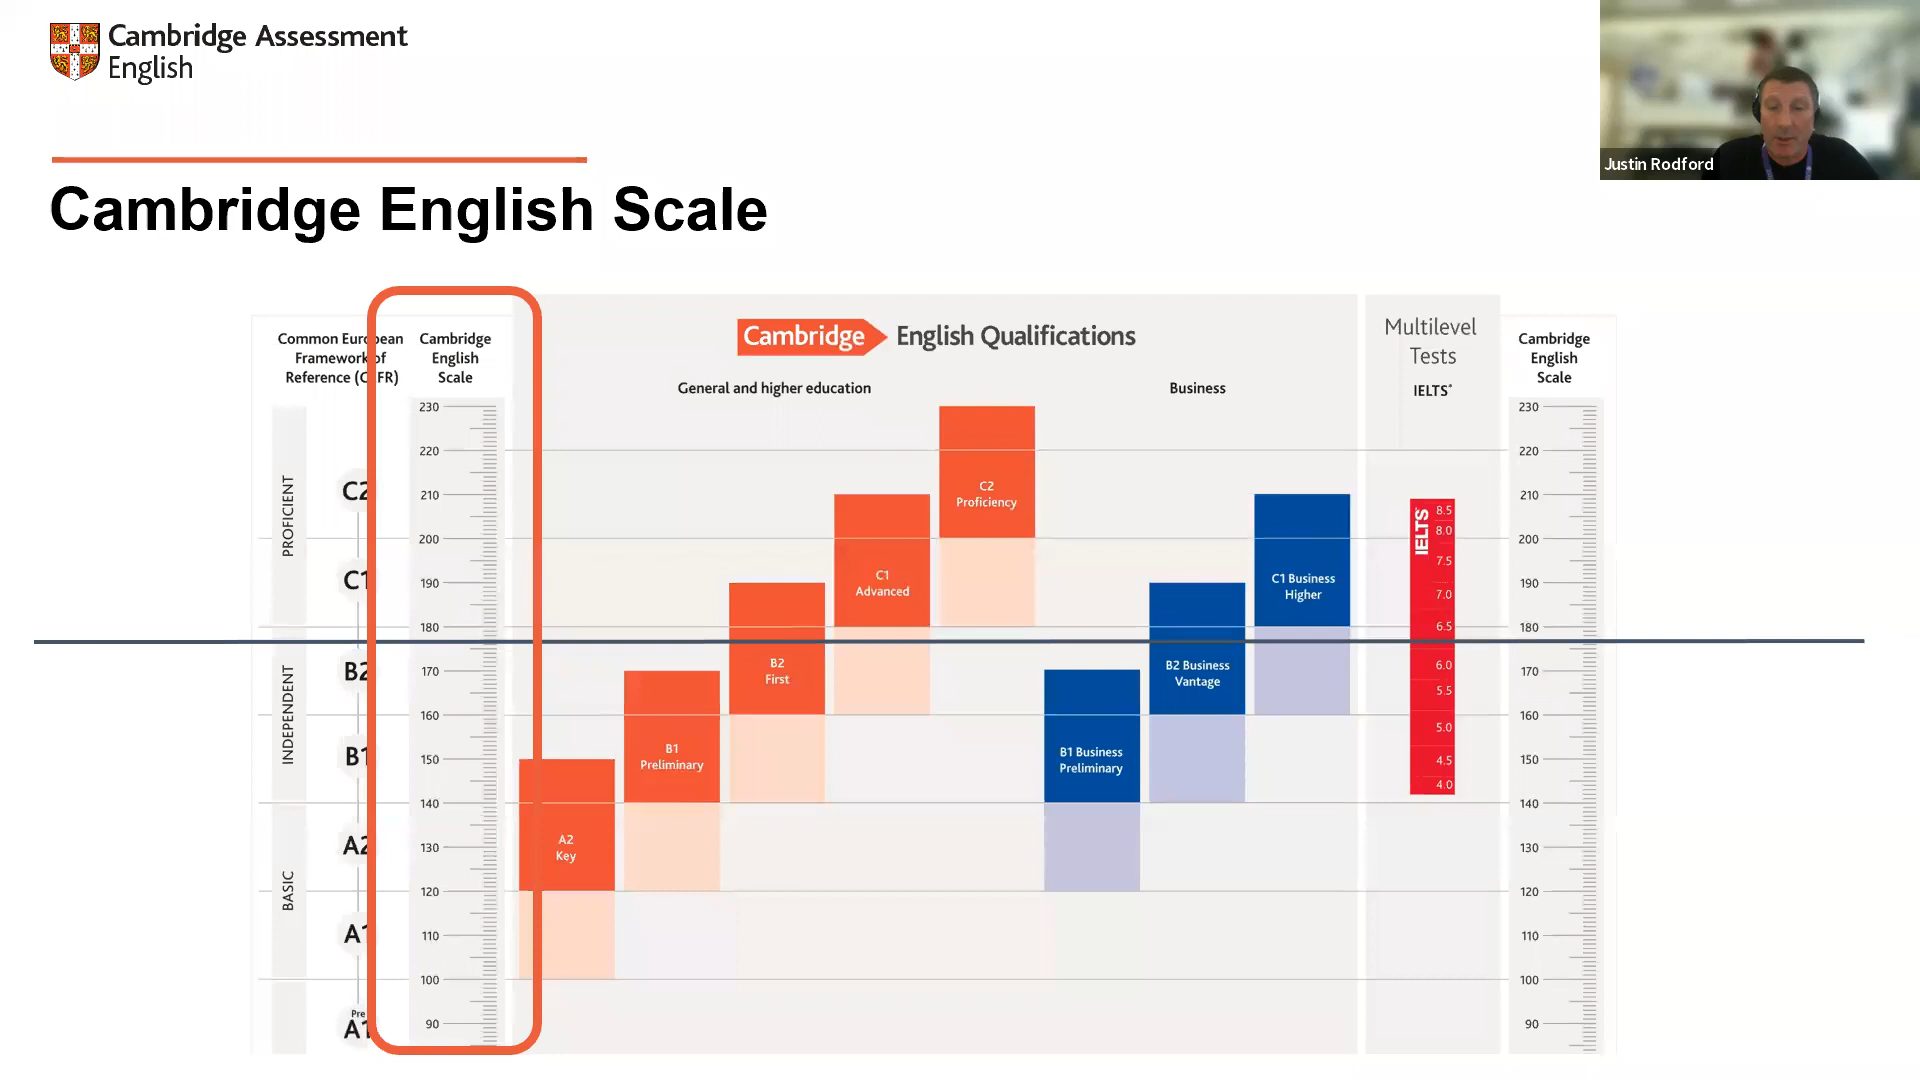 Cambridge Assessment
English
Justin Rodford
Cambridge English Scale
Common European
Framework of
Reference (CEFR)
Cambridge
English
Scale
Cambridge English Qualifications
General and higher education
Business
Multilevel
Tests
IELTS*
Cambridge
English
Scale
PROFICIENT
INDEPENDENT
BASIC
C2
C1
B2
B1
A2
A1
Pre
A1
230
220
210
200
190
180
170
160
150
140
130
120
110
100
90
A2
Key
B1
Preliminary
B2
First
C1
Advanced
C2
Proficiency
B1 Business
Preliminary
B2 Business
Vantage
C1 Business
Higher
IELTS
8.5
8.0
7.5
7.0
6.5
6.0
5.5
5.0
4.5
4.0
230
220
210
200
190
180
170
160
150
140
130
120
110
100
90